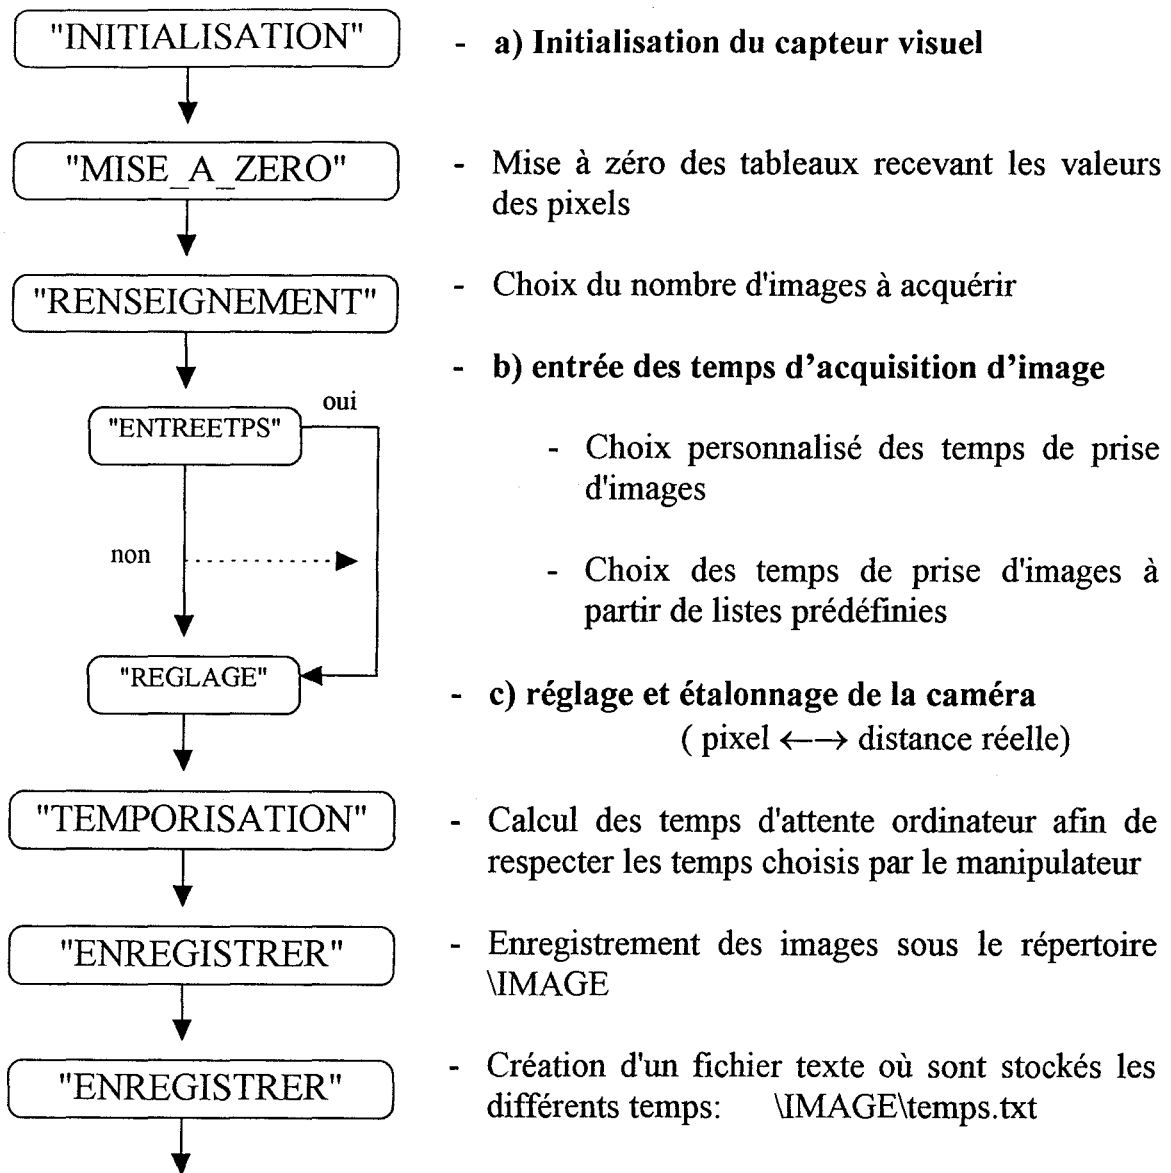 "INITIALISATION" - a) Initialisation du capteur visuel
"MISE_A_ZERO" - Mise à zéro des tableaux recevant les valeurs
des pixels
"RENSEIGNEMENT" - Choix du nombre d'images à acquérir
- b) entrée des temps d'acquisition d'image
oui
"ENTREETPS"
- Choix personnalisé des temps de prise
d'images
non
- Choix des temps de prise d'images à
partir de listes prédéfinies
"REGLAGE"
- c) réglage et étalonnage de la caméra
( pixel ←→ distance réelle)
"TEMPORISATION" - Calcul des temps d'attente ordinateur afin de
respecter les temps choisis par le manipulateur
"ENREGISTRER" - Enregistrement des images sous le répertoire
\IMAGE
"ENREGISTRER" - Création d'un fichier texte où sont stockés les
différents temps: \IMAGE\temps.txt